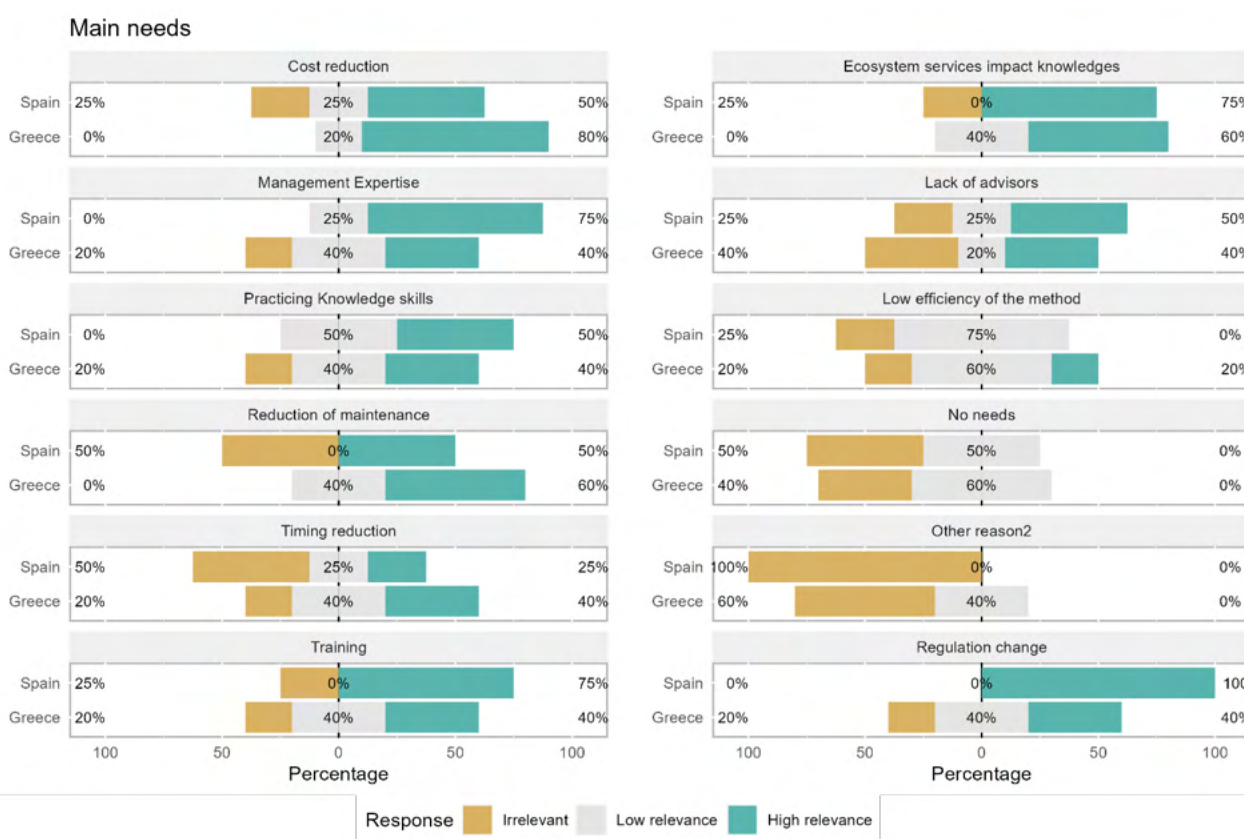 Main needs
Cost reduction
Spain 25% 25% 50%
Greece 0% 20% 80%
Management Expertise
Spain 0% 25% 75%
Greece 20% 40% 40%
Practicing Knowledge skills
Spain 0% 50% 50%
Greece 20% 40% 40%
Reduction of maintenance
Spain 50% 0% 50%
Greece 0% 40% 60%
Timing reduction
Spain 50% 25% 25%
Greece 20% 40% 40%
Training
Spain 25% 0% 75%
Greece 20% 40% 40%
100 50 0 50 100
Percentage
Ecosystem services impact knowledges
Spain 25% 0% 75%
Greece 0% 40% 60%
Lack of advisors
Spain 25% 25% 50%
Greece 40% 20% 40%
Low efficiency of the method
Spain 25% 75% 0%
Greece 20% 60% 20%
No needs
Spain 50% 50% 0%
Greece 40% 60% 0%
Other reason2
Spain 100% 0% 0%
Greece 60% 40% 0%
Regulation change
Spain 0% 0% 100
Greece 20% 40% 40%
100 50 0 50 100
Percentage
Response Irrelevant Low relevance High relevance